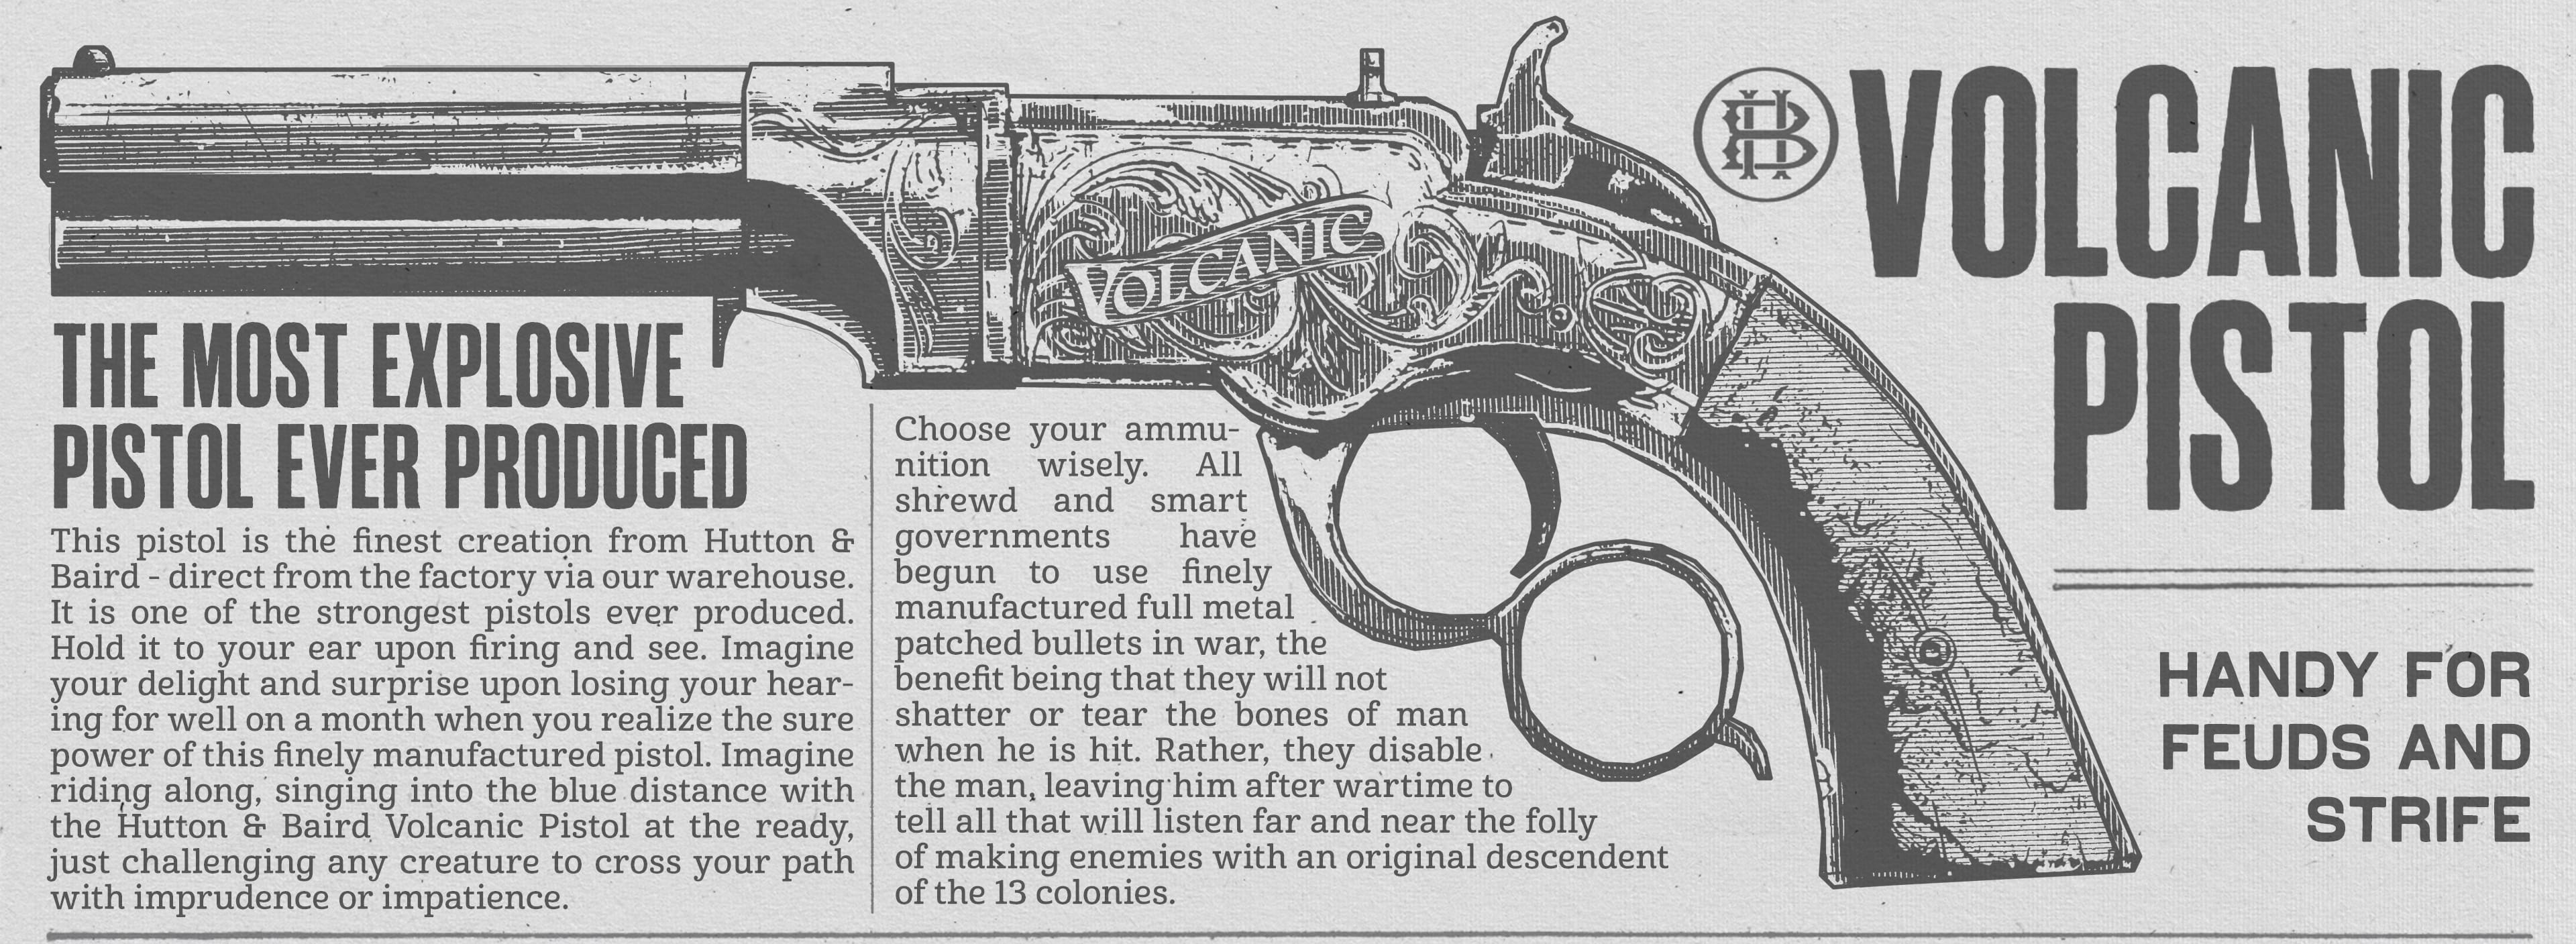 VOLCANIC
PISTOL
HANDY FOR
FEUDS AND
STRIFE
VOLCANIC
THE MOST EXPLOSIVE
PISTOL EVER PRODUCED
This pistol is the finest creation from Hutton &
Baird - direct from the factory via our warehouse.
It is one of the strongest pistols ever produced.
Hold it to your ear upon firing and see. Imagine
your delight and surprise upon losing your hear-
ing for well on a month when you realize the sure
power of this finely manufactured pistol. Imagine
riding along, singing into the blue distance with
the Hutton & Baird Volcanic Pistol at the ready,
just challenging any creature to cross your path
with imprudence or impatience.
Choose your ammu-
nition wisely. All
shrewd and smart
governments have
begun to use finely
manufactured full metal
patched bullets in war, the
benefit being that they will not
shatter or tear the bones of man
when he is hit. Rather, they disable
the man, leaving him after wartime to
tell all that will listen far and near the folly
of making enemies with an original descendent
of the 13 colonies.